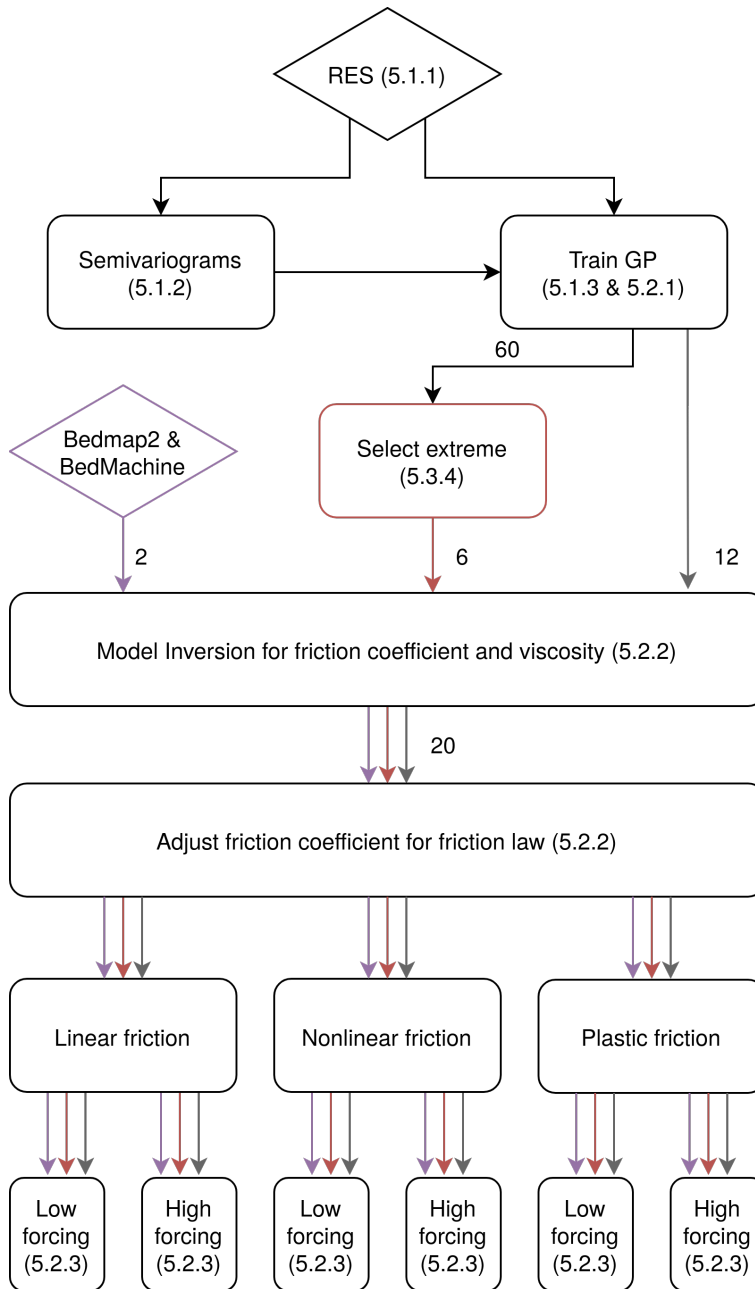 RES (5.1.1)
Semivariograms
(5.1.2)
Train GP
(5.1.3 & 5.2.1)
60
Bedmap2 &
BedMachine
Select extreme
(5.3.4)
2
6
12
Model Inversion for friction coefficient and viscosity (5.2.2)
20
Adjust friction coefficient for friction law (5.2.2)
Linear friction
Nonlinear friction
Plastic friction
Low
forcing
(5.2.3)
High
forcing
(5.2.3)
Low
forcing
(5.2.3)
High
forcing
(5.2.3)
Low
forcing
(5.2.3)
High
forcing
(5.2.3)